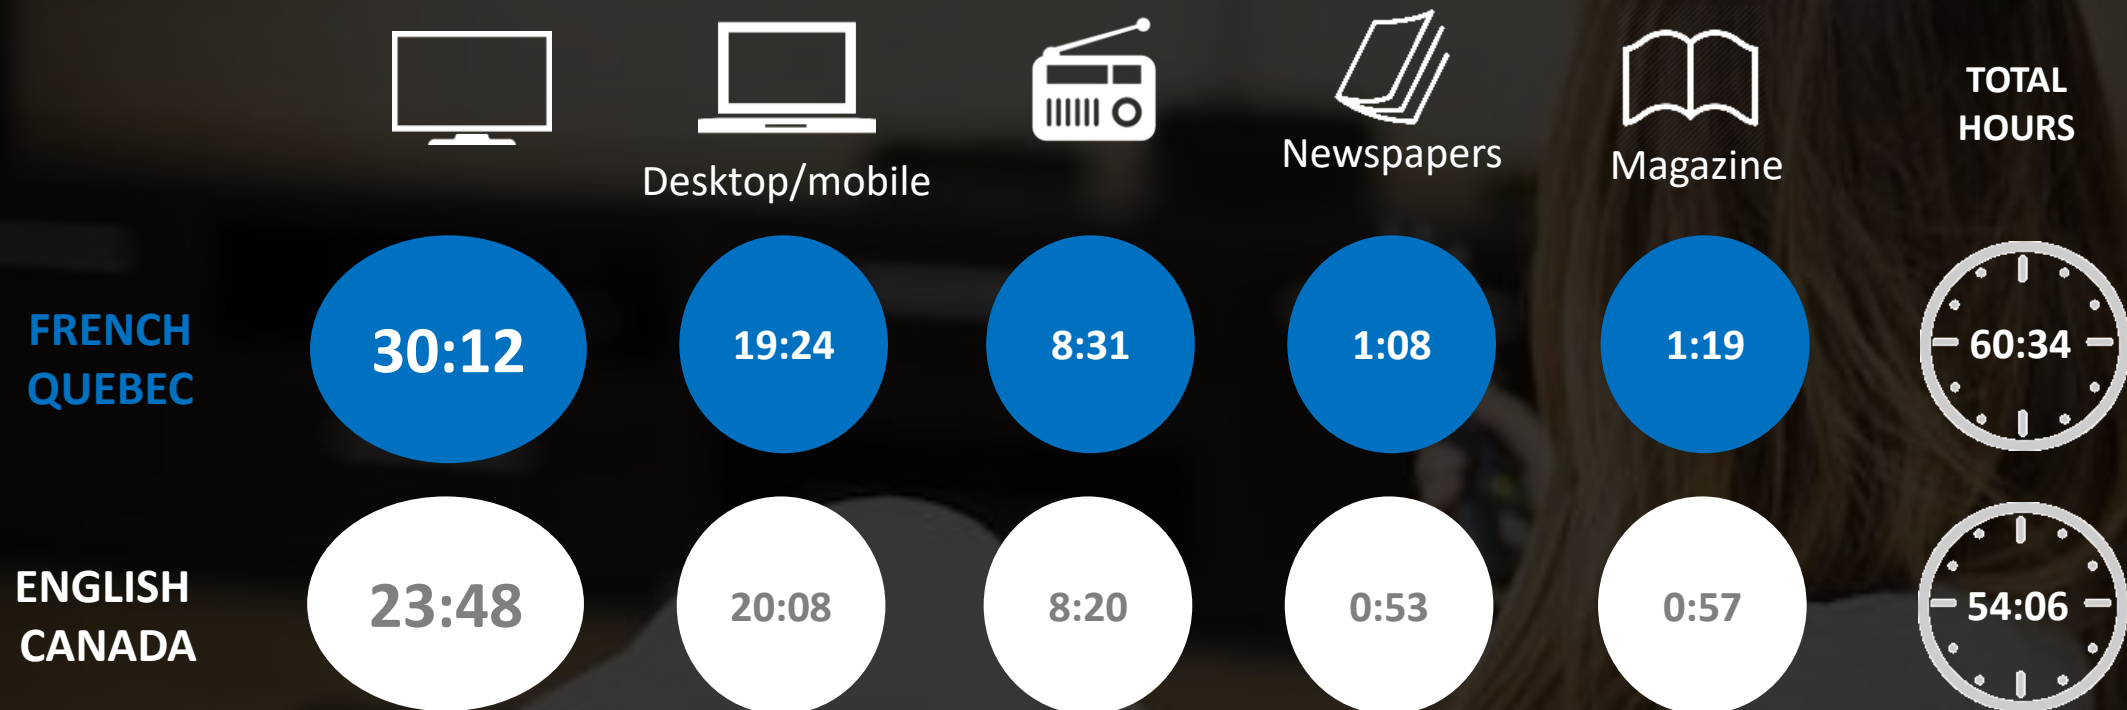 TOTAL
HOURS
Desktop/mobile
Newspapers
Magazine
FRENCH
QUEBEC
30:12
19:24
8:31
1:08
1:19
60:34
ENGLISH
CANADA
23:48
20:08
8:20
0:53
0:57
54:06